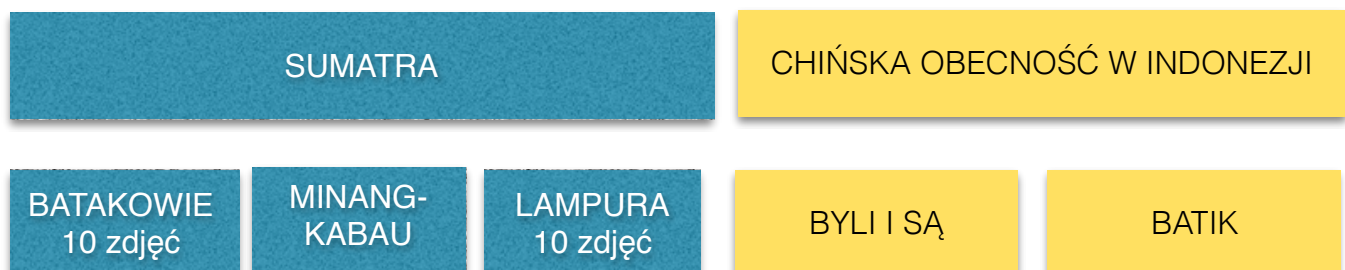 SUMATRA
CHIŃSKA OBECNOŚĆ W INDONEZJI
BATAKOWIE
10 zdjęć
MINANG-
KABAU
LAMPURA
10 zdjęć
BYLI I SĄ
BATIK